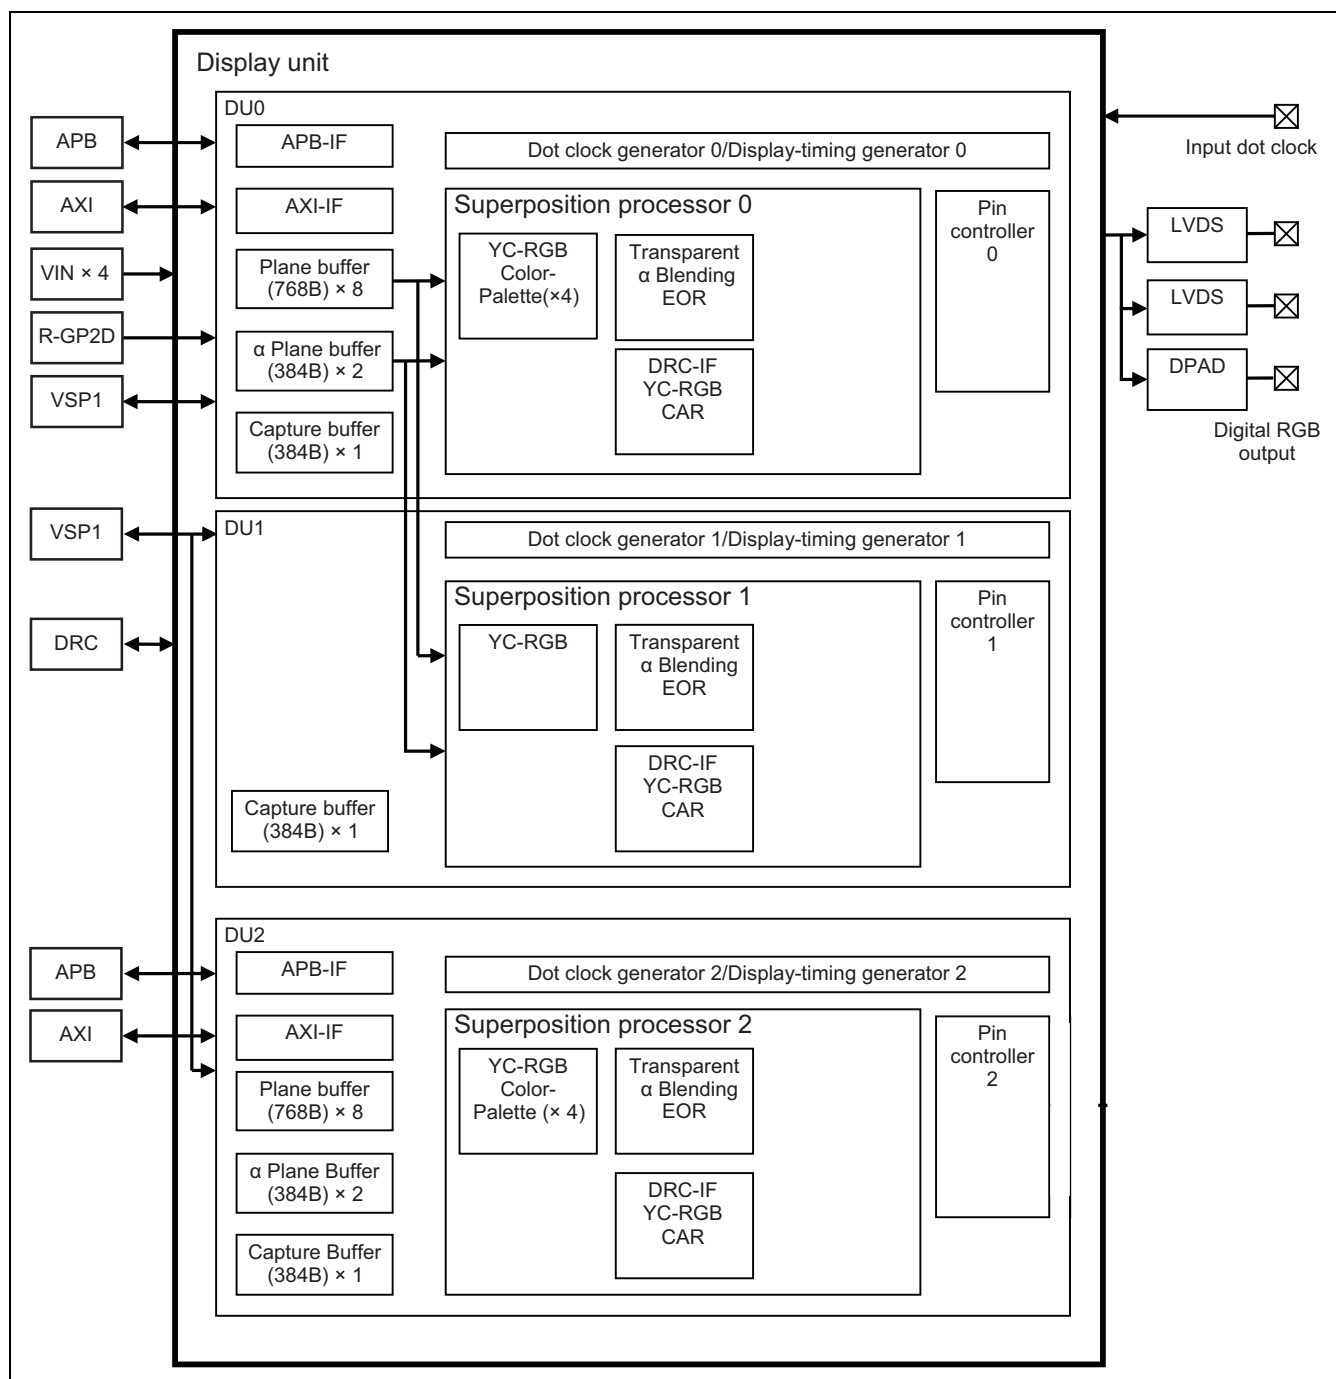 Display unit
DU0
APB
APB-IF
Dot clock generator 0/Display-timing generator 0
Input dot clock
AXI
AXI-IF
Superposition processor 0
Pin
controller
0
YC-RGB
Color-
Palette(×4)
Transparent
α Blending
EOR
LVDS
VIN × 4
Plane buffer
(768B) × 8
LVDS
R-GP2D
α Plane buffer
(384B) × 2
DRC-IF
YC-RGB
CAR
DPAD
VSP1
Capture buffer
(384B) × 1
Digital RGB
output
VSP1
DU1
Dot clock generator 1/Display-timing generator 1
Superposition processor 1
Pin
controller
1
DRC
YC-RGB
Transparent
α Blending
EOR
DRC-IF
YC-RGB
CAR
Capture buffer
(384B) × 1
DU2
APB
APB-IF
Dot clock generator 2/Display-timing generator 2
AXI
AXI-IF
Superposition processor 2
Pin
controller
2
YC-RGB
Color-
Palette (× 4)
Transparent
α Blending
EOR
Plane buffer
(768B) × 8
α Plane Buffer
(384B) × 2
DRC-IF
YC-RGB
CAR
Capture Buffer
(384B) × 1